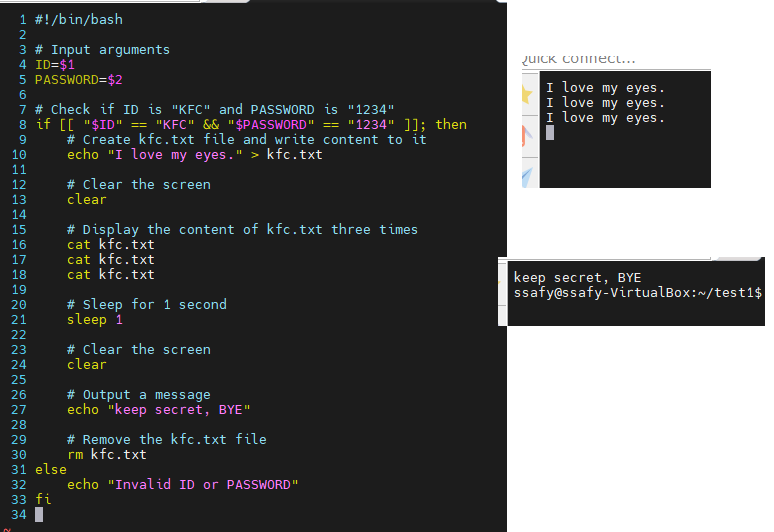 1 #!/bin/bash
2
3 # Input arguments
4 ID=$1
5 PASSWORD=$2
6
7 # Check if ID is "KFC" and PASSWORD is "1234"
8 if [[ "$ID" == "KFC" && "$PASSWORD" == "1234" ]]; then
9     # Create kfc.txt file and write content to it
10     echo "I love my eyes." > kfc.txt
11
12     # Clear the screen
13     clear
14
15     # Display the content of kfc.txt three times
16     cat kfc.txt
17     cat kfc.txt
18     cat kfc.txt
19
20     # Sleep for 1 second
21     sleep 1
22
23     # Clear the screen
24     clear
25
26     # Output a message
27     echo "keep secret, BYE"
28
29     # Remove the kfc.txt file
30     rm kfc.txt
31 else
32     echo "Invalid ID or PASSWORD"
33 fi
34
~
Quick connect...
I love my eyes.
I love my eyes.
I love my eyes.
keep secret, BYE
ssafy@ssafy-VirtualBox:~/test1$